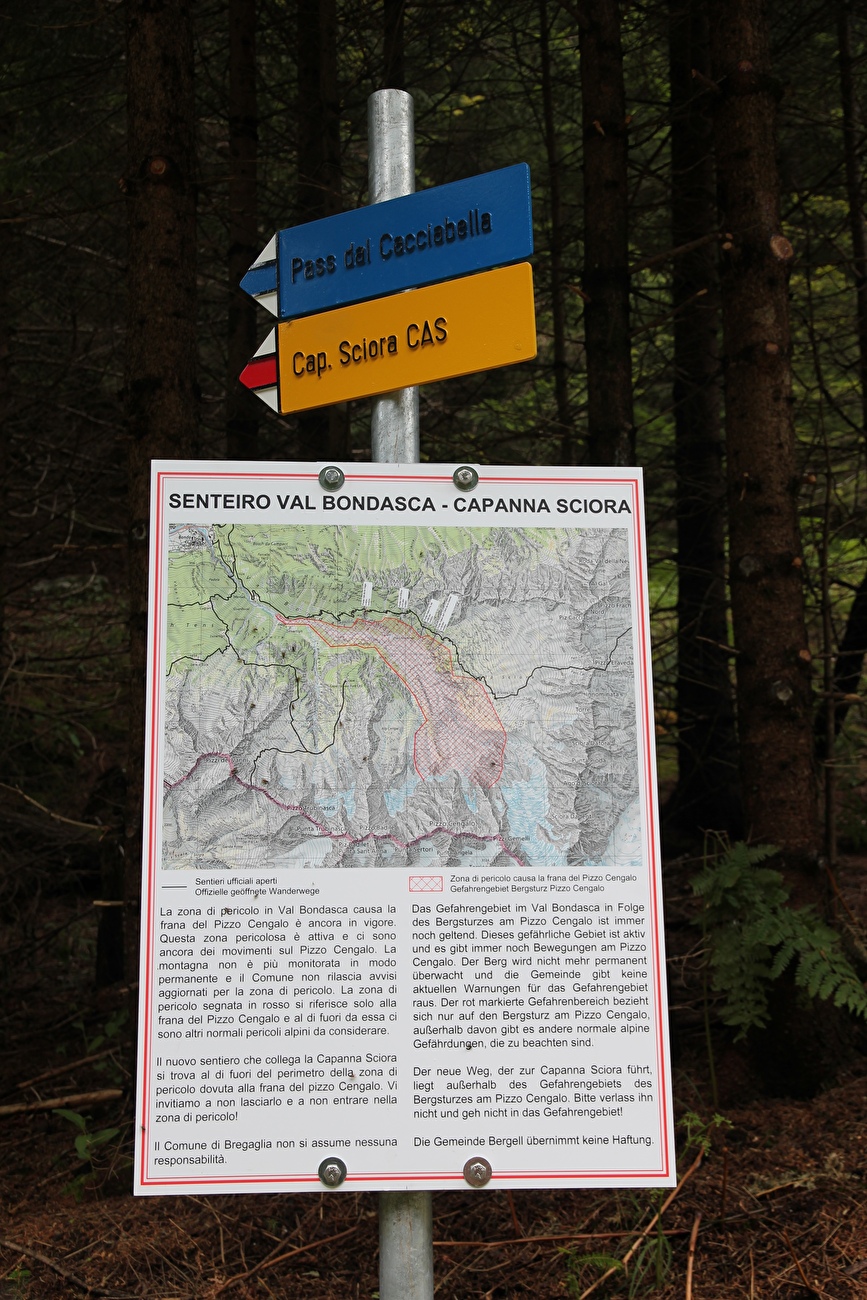 Pass dal Cacciabella
Cap. Sciora CAS
SENTEIRO VAL BONDASCA - CAPANNA SCIORA
Pizzo Trubinasca
Punta Trubinasca
Pizzo Cengalo
Sentieri ufficiali aperti
Offizielle geöffnete Wanderwege
Zona di pericolo causa la frana del Pizzo Cengalo
Gefahrengebiet Bergsturz Pizzo Cengalo
La zona di pericolo in Val Bondasca causa la
frana del Pizzo Cengalo è ancora in vigore.
Questa zona pericolosa è attiva e ci sono
ancora dei movimenti sul Pizzo Cengalo. La
montagna non è più monitorata in modo
permanente e il Comune non rilascia avvisi
aggiornati per la zona di pericolo. La zona di
pericolo segnata in rosso si riferisce solo alla
frana del Pizzo Cengalo e al di fuori da essa ci
sono altri normali pericoli alpini da considerare.
Il nuovo sentiero che collega la Capanna Sciora
si trova al di fuori del perimetro della zona di
pericolo dovuta alla frana del pizzo Cengalo. Vi
invitiamo a non lasciarlo e a non entrare nella
zona di pericolo!
Il Comune di Bregaglia non si assume nessuna
responsabilità.
Das Gefahrengebiet im Val Bondasca in Folge
des Bergsturzes am Pizzo Cengalo ist immer
noch geltend. Dieses gefährliche Gebiet ist aktiv
und es gibt immer noch Bewegungen am Pizzo
Cengalo. Der Berg wird nicht mehr permanent
überwacht und die Gemeinde gibt keine
aktuellen Warnungen für das Gefahrengebiet
raus. Der rot markierte Gefahrenbereich bezieht
sich nur auf den Bergsturz am Pizzo Cengalo,
außerhalb davon gibt es andere normale alpine
Gefährdungen, die zu beachten sind.
Der neue Weg, der zur Capanna Sciora führt,
liegt außerhalb des Gefahrengebiets des
Bergsturzes am Pizzo Cengalo. Bitte verlass ihn
nicht und geh nicht in das Gefahrengebiet!
Die Gemeinde Bergell übernimmt keine Haftung.